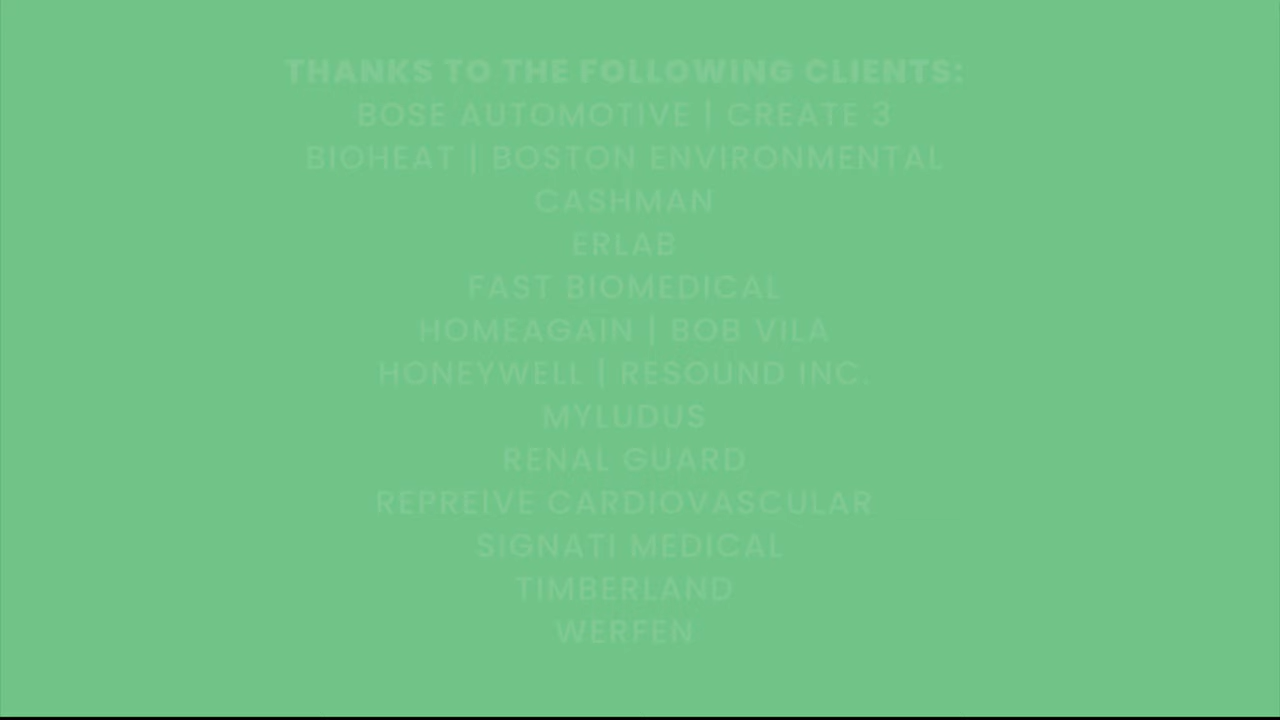 THANKS TO THE FOLLOWING CLIENTS:
BOSE AUTOMOTIVE | CREATE 3
BIOHEAT | BOSTON ENVIRONMENTAL
CASHMAN
ERLAB
FAST BIOMEDICAL
HOMEAGAIN | BOB VILA
HONEYWELL | RESOUND INC.
MYLUDUS
RENAL GUARD
REPREIVE CARDIOVASCULAR
SIGNATI MEDICAL
TIMBERLAND
WERFEN